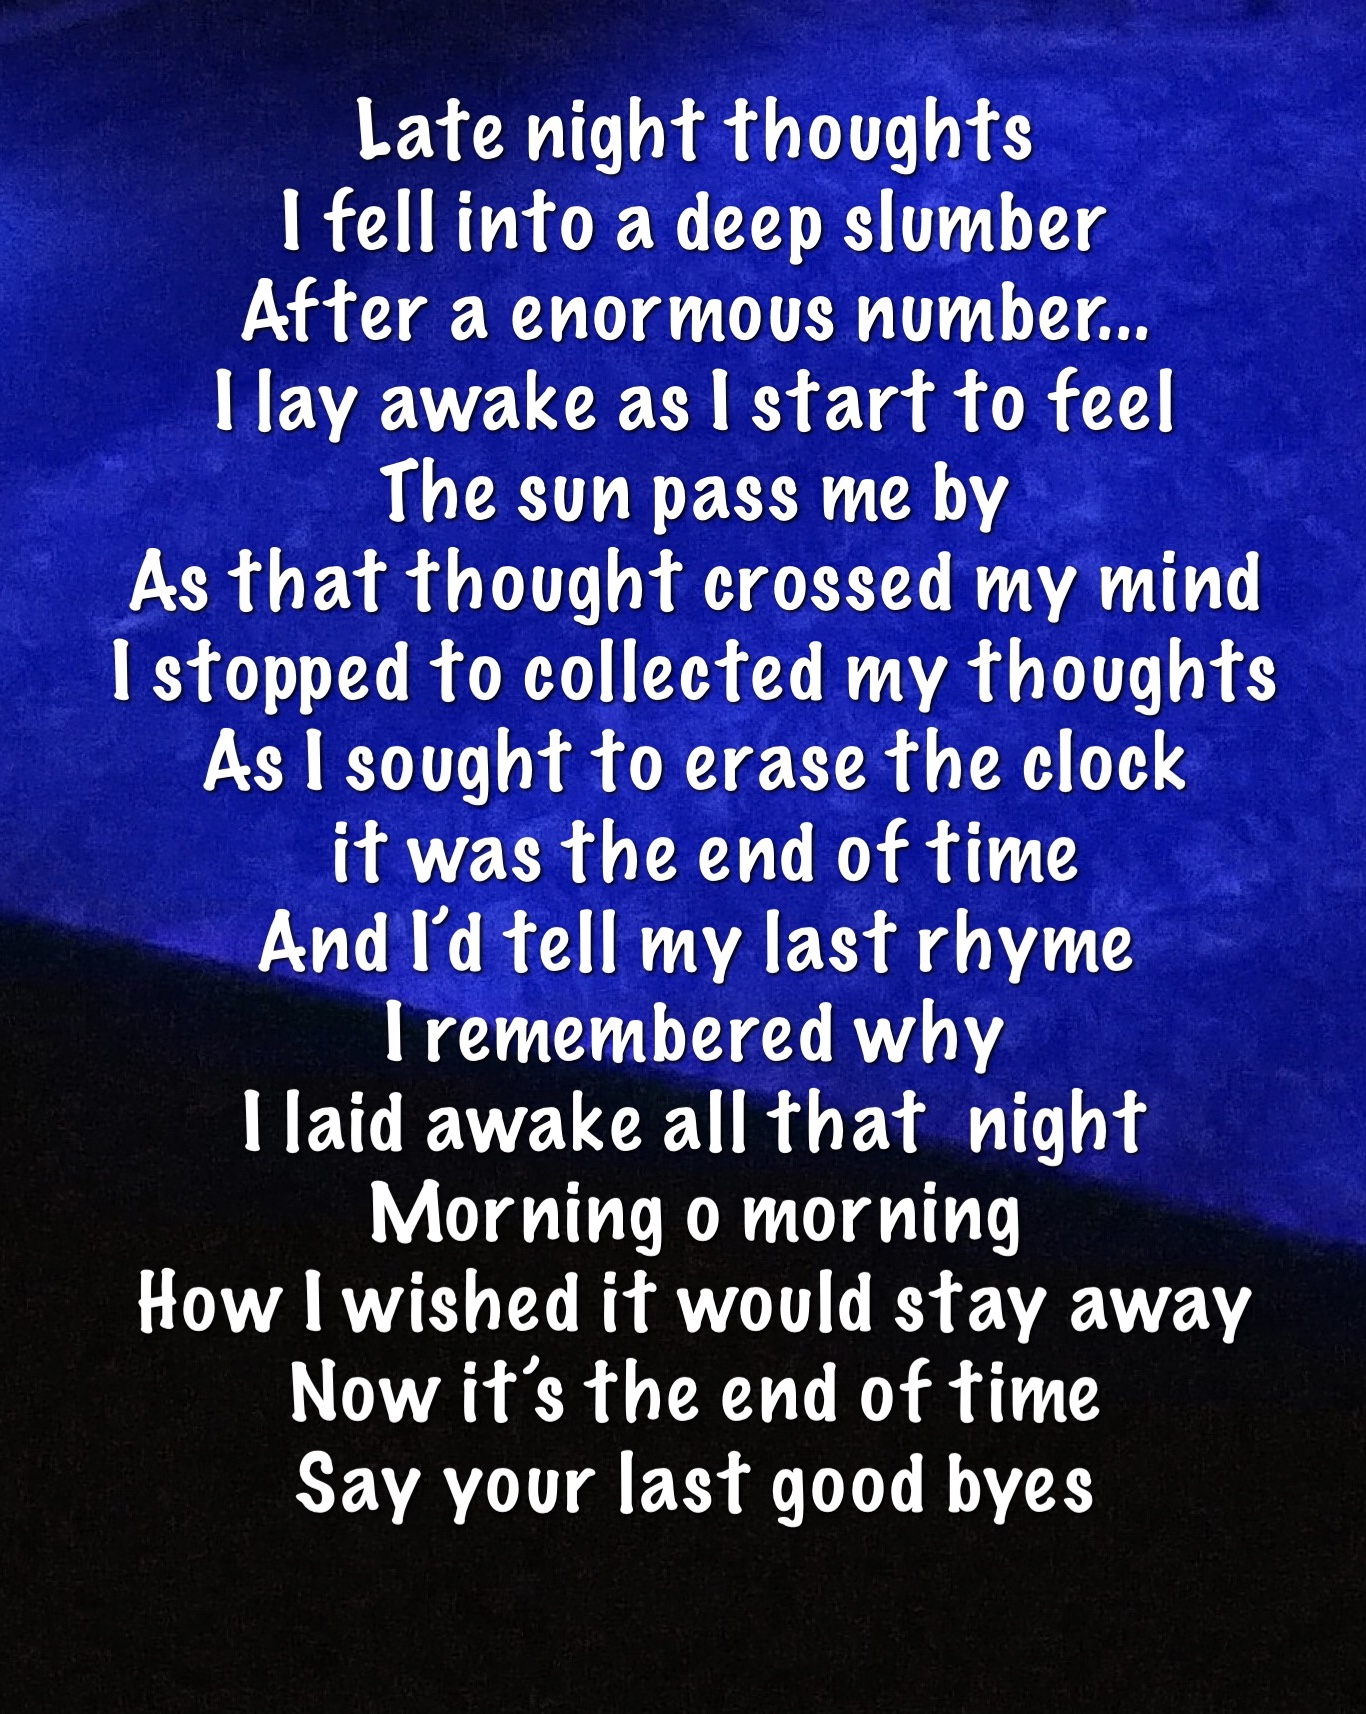 Late night thoughts
I fell into a deep slumber
After a enormous number...
I lay awake as I start to feel
The sun pass me by
As that thought crossed my mind
I stopped to collected my thoughts
As I sought to erase the clock
it was the end of time
And I'd tell my last rhyme
I remembered why
I laid awake all that  night
Morning o morning
How I wished it would stay away
Now it's the end of time
Say your last good byes